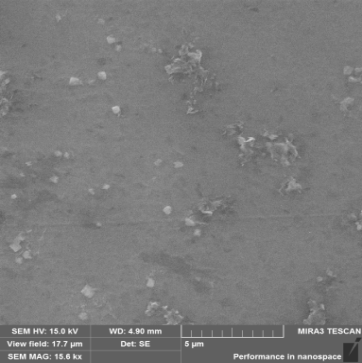 SEM HV: 15.0 kV WD: 4.90 mm MIRA3 TESCAN
View field: 17.7 µm Det: SE 5 µm
SEM MAG: 15.6 kx Performance in nanospace